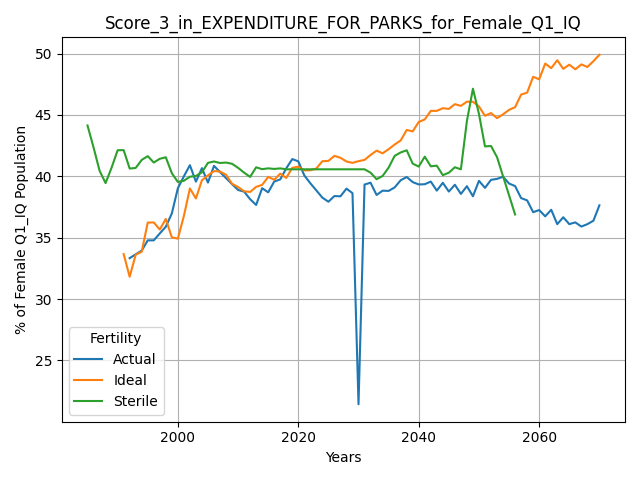 Score_3_in_EXPENDITURE_FOR_PARKS_for_Female_Q1_IQ
% of Female Q1_IQ Population
50
45
40
35
30
25
Fertility
Actual
Ideal
Sterile
2000
2020
2040
2060
Years